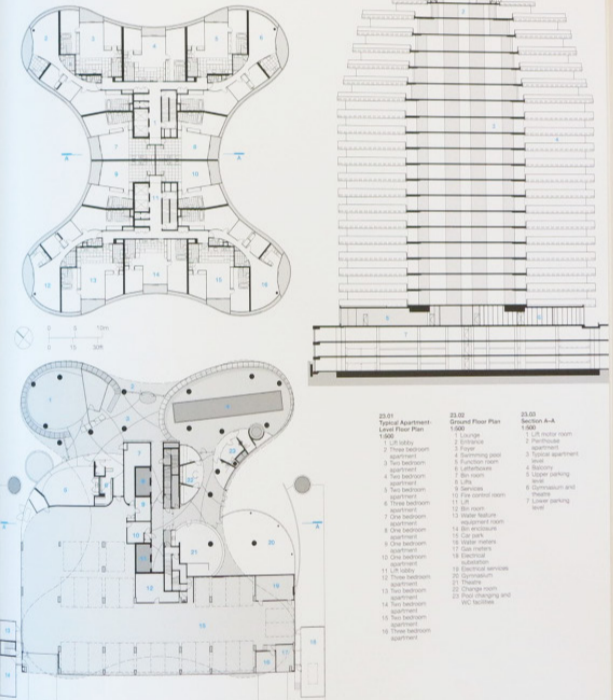 23.01
Typical Apartment-
Level Floor Plan
1:500
1 Lift lobby
2 Three bedroom
apartment
3 Two bedroom
apartment
4 Two bedroom
apartment
5 Two bedroom
apartment
6 Three bedroom
apartment
7 One bedroom
apartment
8 One bedroom
apartment
9 One bedroom
apartment
10 One bedroom
apartment
11 Lift lobby
12 Three bedroom
apartment
13 Two bedroom
apartment
14 Two bedroom
apartment
15 Two bedroom
apartment
16 Three bedroom
apartment
23.02
Ground Floor Plan
1:500
1 Lounge
2 Entrance
3 Foyer
4 Swimming pool
5 Function room
6 Letterboxes
7 Bin room
8 Lifts
9 Services
10 Fire control room
11 Lift
12 Bin room
13 Water feature
equipment room
14 Bin enclosure
15 Car park
16 Water meters
17 Gas meters
18 Electrical
substation
19 Electrical services
20 Gymnasium
21 Theatre
22 Change room
23 Pool changing and
WC facilities
23.03
Section A–A
1:500
1 Lift motor room
2 Penthouse
apartment
3 Typical apartment
level
4 Balcony
5 Upper parking
level
6 Gymnasium and
theatre
7 Lower parking
level